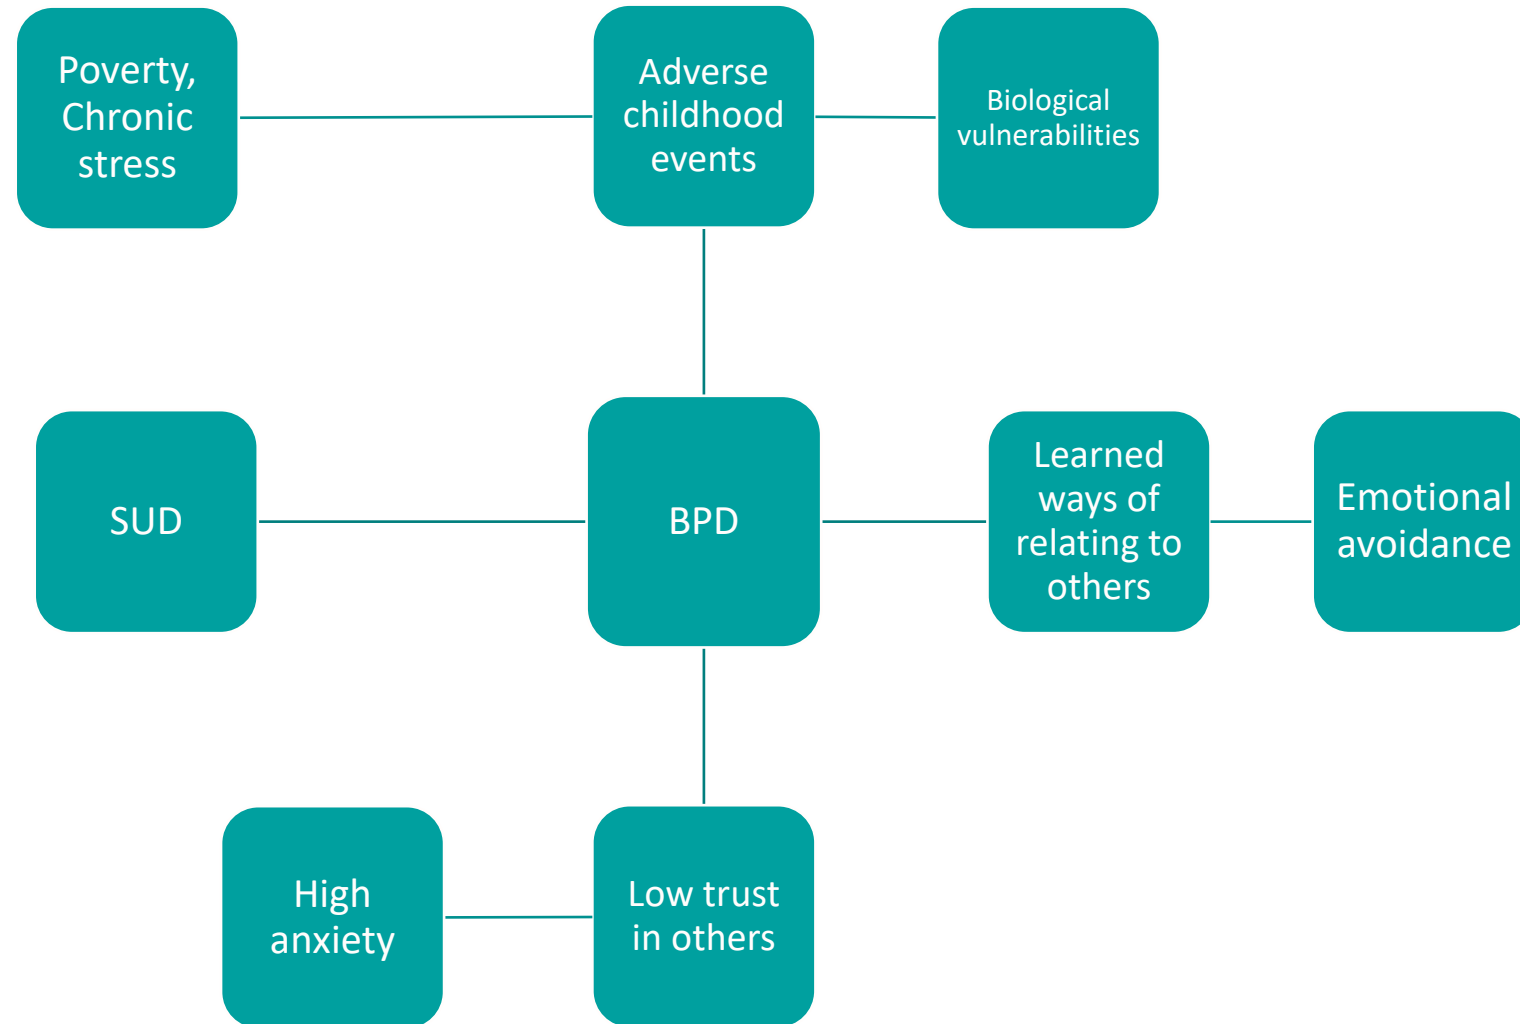 Poverty,
Chronic
stress
Adverse
childhood
events
Biological
vulnerabilities
SUD
BPD
Learned
ways of
relating to
others
Emotional
avoidance
High
anxiety
Low trust
in others